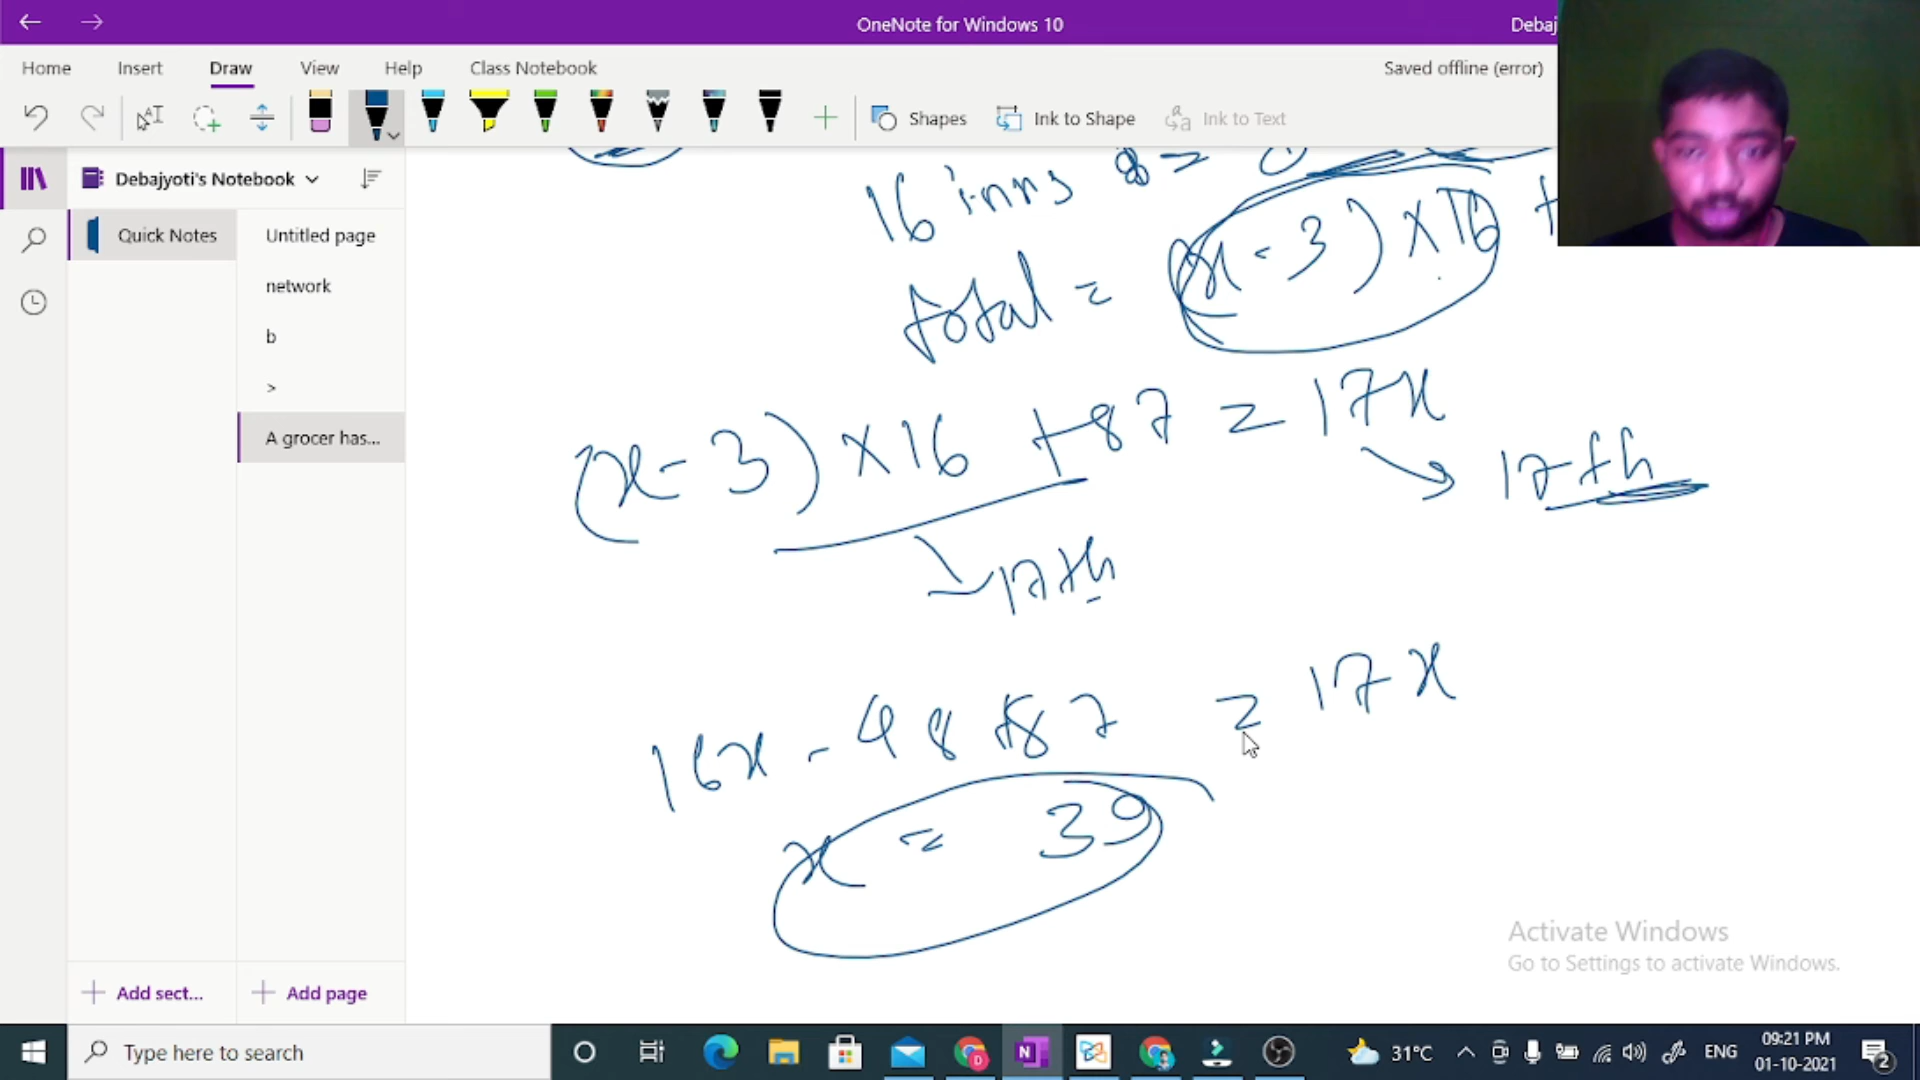 OneNote for Windows 10
Debaj
Home Insert Draw View Help Class Notebook
Saved offline (error)
Shapes Ink to Shape Ink to Text
Debajyoti's Notebook
Quick Notes
Untitled page
network
b
>
A grocer has...
Add sect...
Add page
16 inns
total = (x-3) × 16 +
(x-3) × 16 +87 = 17x
17th
17th
16x - 48 +87 = 17x
x = 39
Activate Windows
Go to Settings to activate Windows.
Type here to search
31°C
ENG
09:21 PM
01-10-2021
2